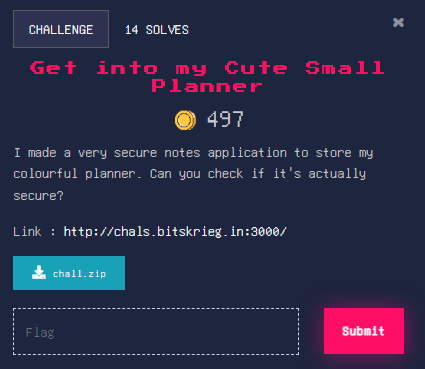 CHALLENGE 14 SOLVES ×
Get into my Cute Small
Planner
497
I made a very secure notes application to store my
colourful planner. Can you check if it's actually
secure?
Link : http://chals.bitskrieg.in:3000/
chall.zip
Flag Submit